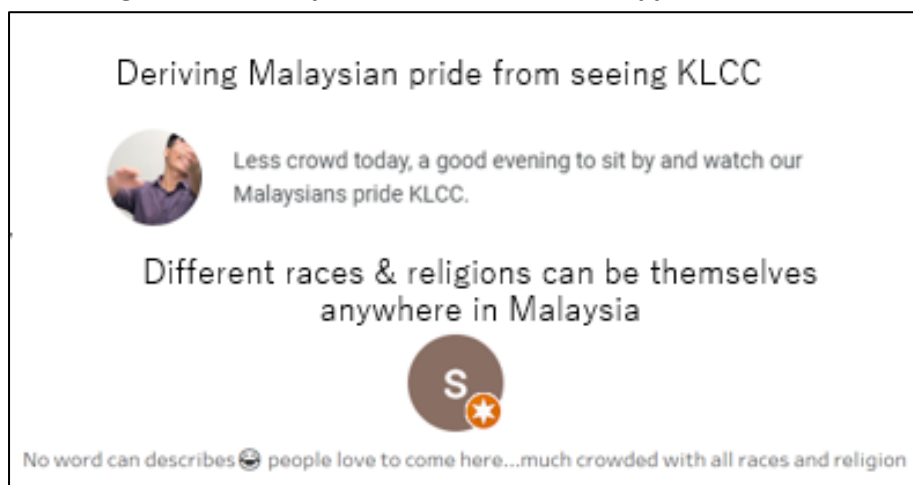 Deriving Malaysian pride from seeing KLCC
Less crowd today, a good evening to sit by and watch our
Malaysians pride KLCC.
Different races & religions can be themselves
anywhere in Malaysia
S
No word can describes😂 people love to come here...much crowded with all races and religion